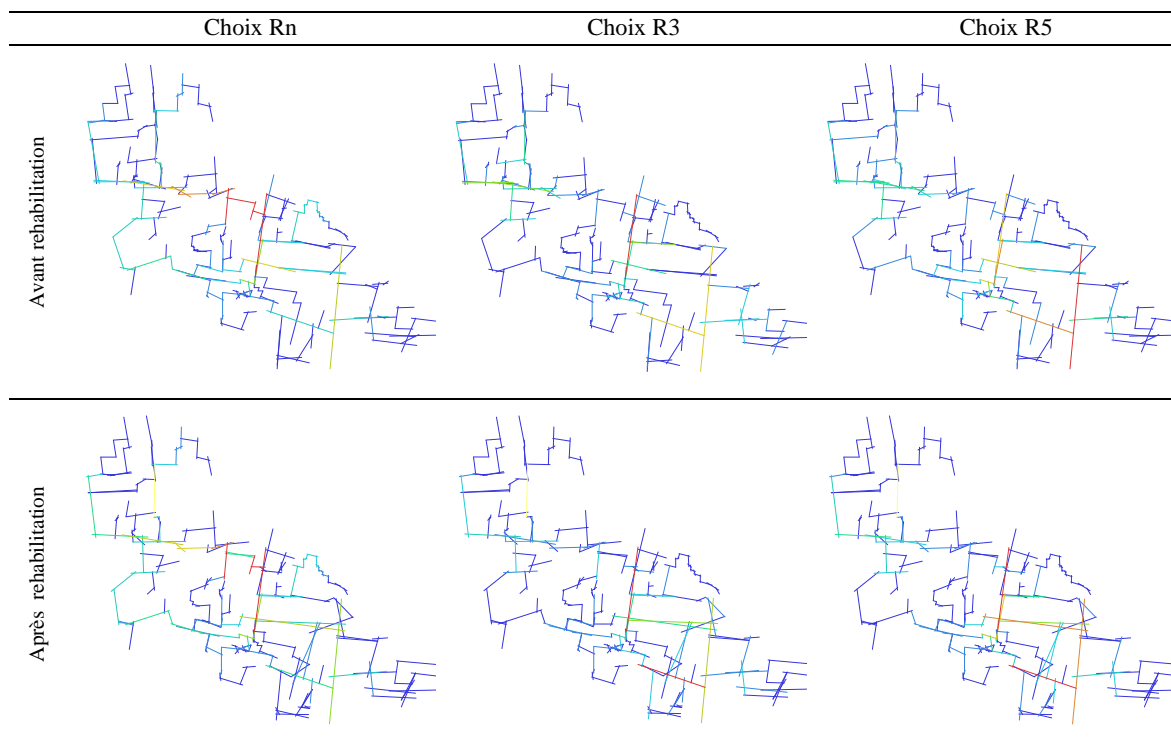 Choix Rn
Choix R3
Choix R5
Avant rehabilitation
Après rehabilitation